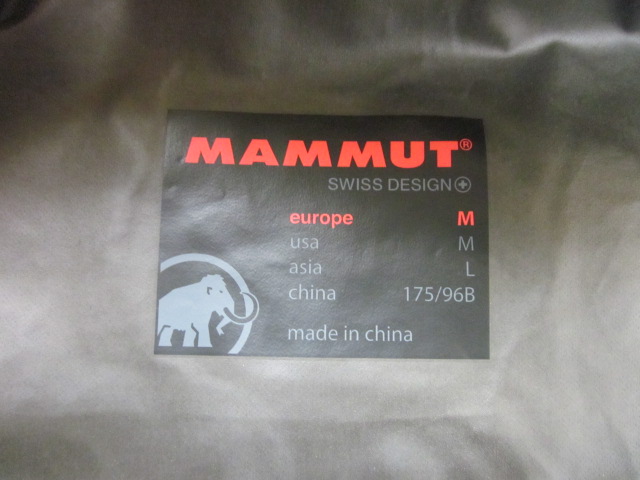 MAMMUT®
SWISS DESIGN
europe M
usa M
asia L
china 175/96B
made in china